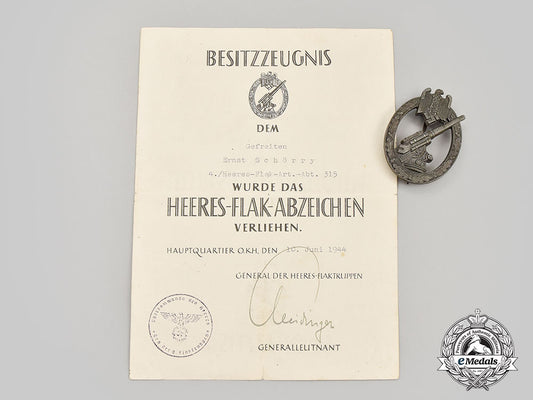 BESITZZEUGNIS
DEM
Gefreiten
Ernst Schörry
4./Heeres-Flak-Art.-Abt. 315
WURDE DAS
HEERES-FLAK-ABZEICHEN
VERLIEHEN.
HAUPTQUARTIER O.K.H, DEN 10. Juni 1944
GENERAL DER HEERES-FLAKTRUPPEN
GENERALLEUTNANT
eMedals